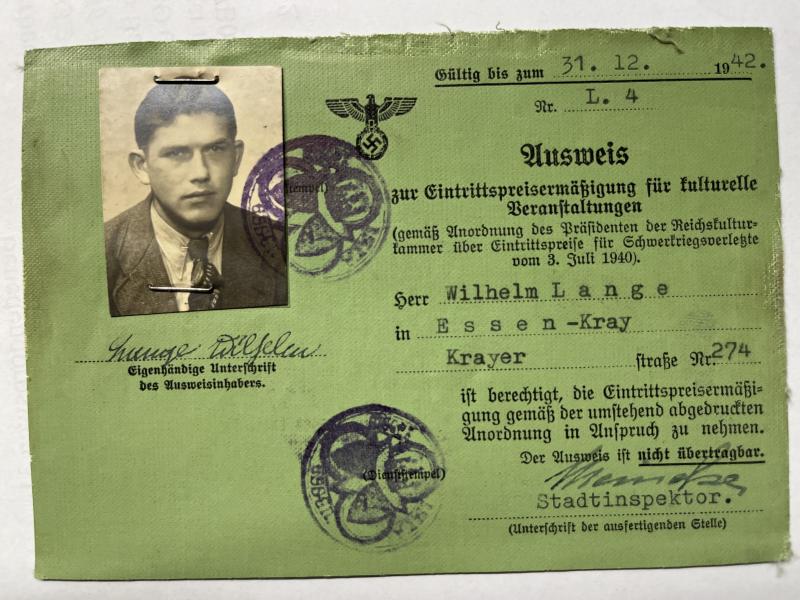 Gültig bis zum 31. 12. 1942.
Nr. L. 4
Ausweis
zur Eintrittspreisermäßigung für kulturelle
Veranstaltungen
(gemäß Anordnung des Präsidenten der Reichskultur-
kammer über Eintrittspreise für Schwerkriegsverletzte
vom 3. Juli 1940).
Herr Wilhelm Lange
in Essen-Kray
Krayer straße Nr. 274
ist berechtigt, die Eintrittspreisermäßi-
gung gemäß der umstehend abgedruckten
Anordnung in Anspruch zu nehmen.
Der Ausweis ist nicht übertragbar.
Stadtinspektor.
(Unterschrift der ausfertigenden Stelle)
Lange Wilhelm
Eigenhändige Unterschrift
des Ausweisinhabers.
(Dienststempel)